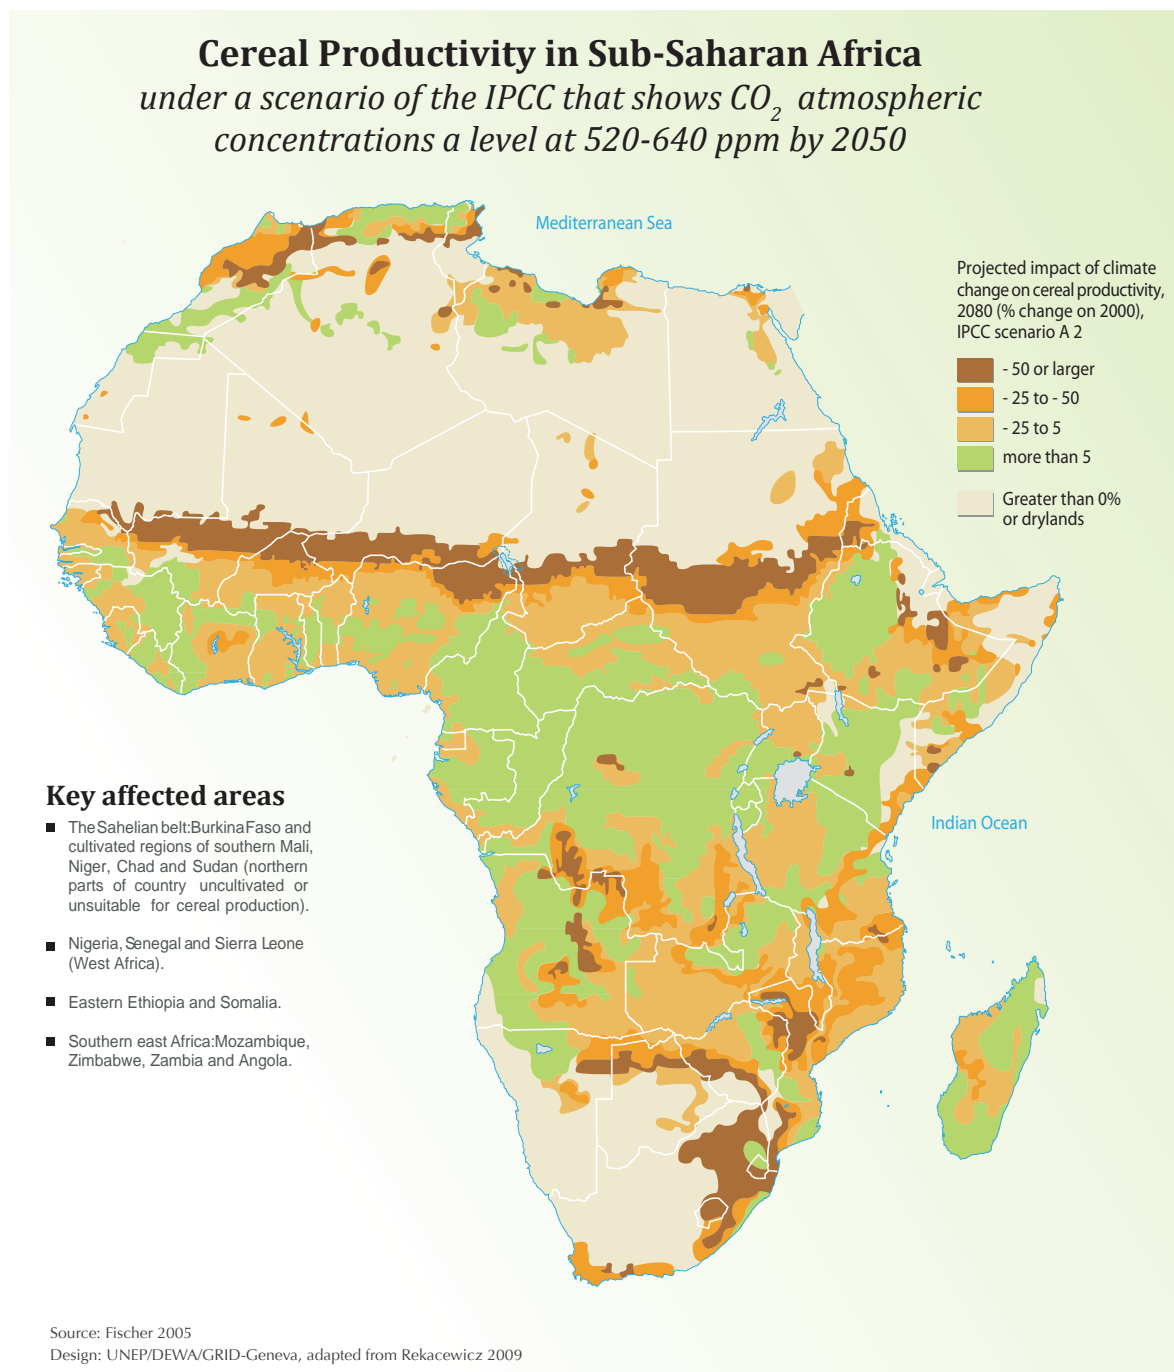 Cereal Productivity in Sub-Saharan Africa
under a scenario of the IPCC that shows CO2 atmospheric
concentrations a level at 520-640 ppm by 2050
Mediterranean Sea
Projected impact of climate
change on cereal productivity,
2080 (% change on 2000),
IPCC scenario A 2
- 50 or larger
- 25 to - 50
- 25 to 5
more than 5
Greater than 0%
or drylands
Key affected areas
The Sahelian belt:Burkina Faso and
cultivated regions of southern Mali,
Niger, Chad and Sudan (northern
parts of country uncultivated or
unsuitable for cereal production).
Nigeria, Senegal and Sierra Leone
(West Africa).
Eastern Ethiopia and Somalia.
Southern east Africa:Mozambique,
Zimbabwe, Zambia and Angola.
Indian Ocean
Source: Fischer 2005
Design: UNEP/DEWA/GRID-Geneva, adapted from Rekacewicz 2009